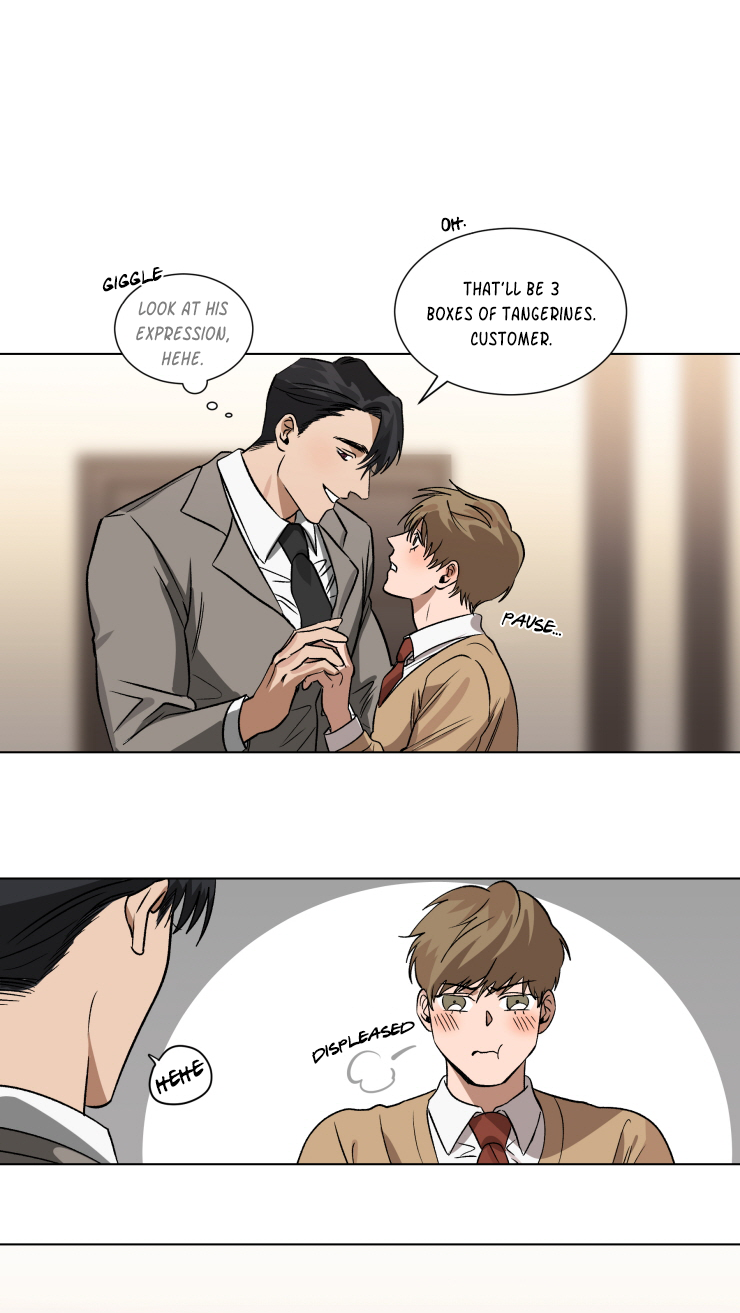 OH.
THAT'LL BE 3
BOXES OF TANGERINES.
CUSTOMER.
GIGGLE
LOOK AT HIS
EXPRESSION,
HEHE.
PAUSE...
DISPLEASED
HEHE